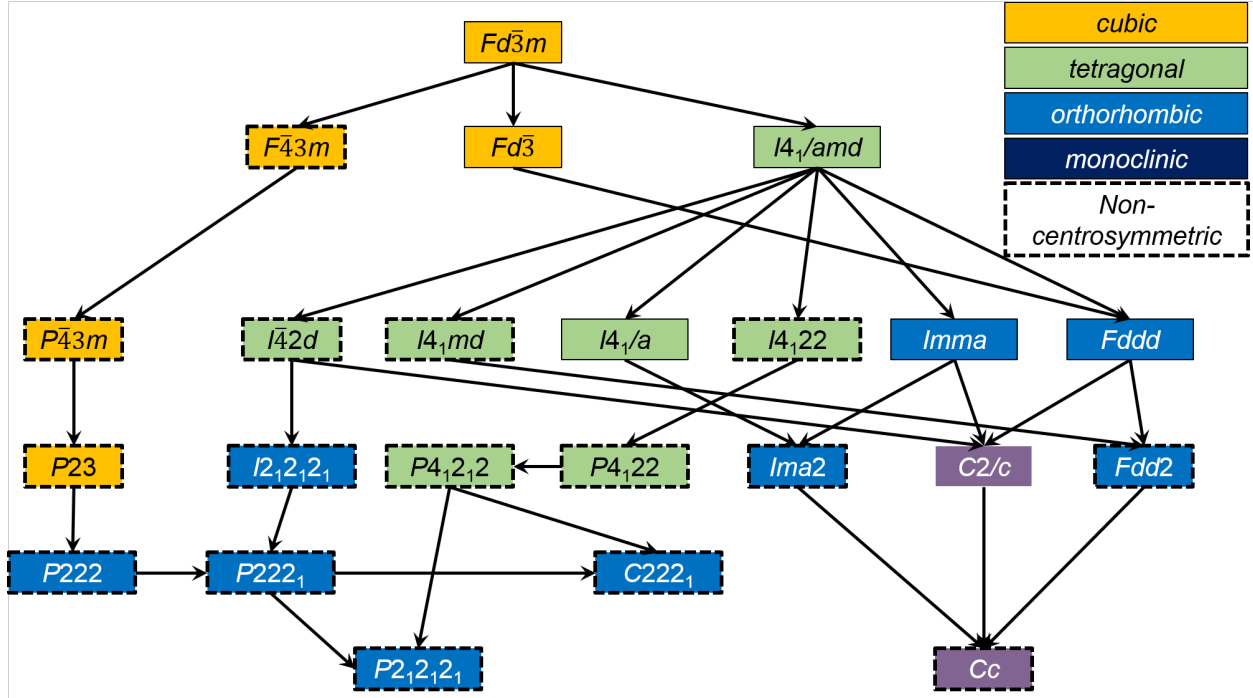 Fd3̅m
cubic
tetragonal
orthorhombic
monoclinic
Non-
centrosymmetric
F4̅3m
Fd3̅
I4₁/amd
P4̅3m
I4̅2d
I4₁md
I4₁/a
I4₁22
Imma
Fddd
P23
I2₁2₁2₁
P4₁2₁2
P4₁22
Ima2
C2/c
Fdd2
P222
P222₁
C222₁
P2₁2₁2₁
Cc